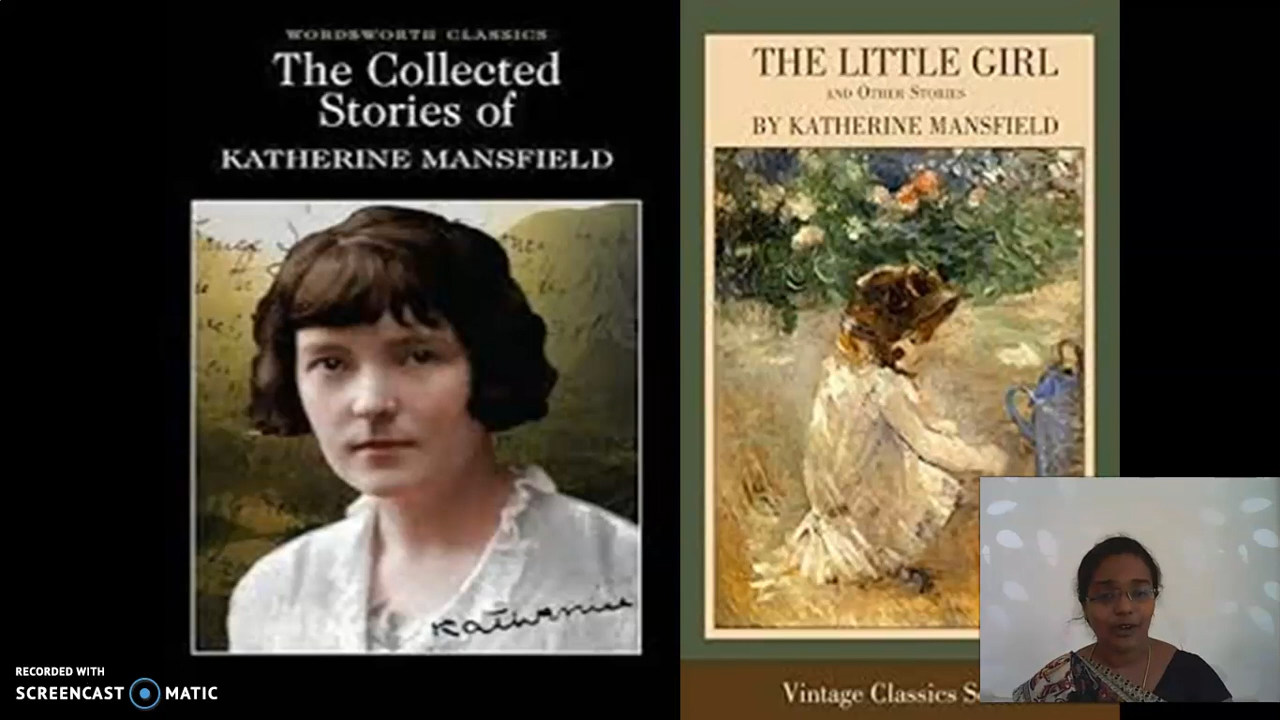 WORDSWORTH CLASSICS
The Collected
Stories of
KATHERINE MANSFIELD
Katherine
THE LITTLE GIRL
AND OTHER STORIES
BY KATHERINE MANSFIELD
Vintage Classics
RECORDED WITH
SCREENCAST MATIC